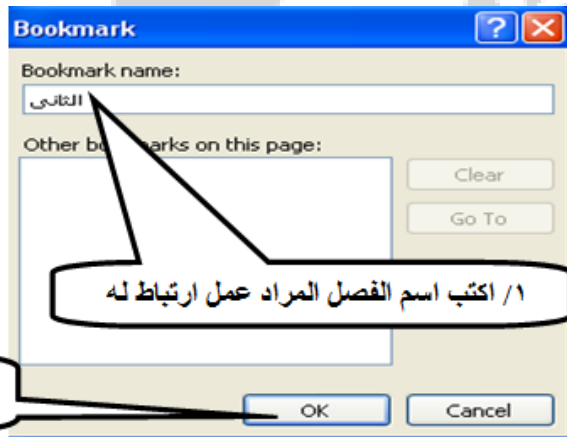 Bookmark
Bookmark name:
الثانى
Other bookmarks on this page:
Clear
Go To
١/ اكتب اسم الفصل المراد عمل ارتباط له
OK
Cancel